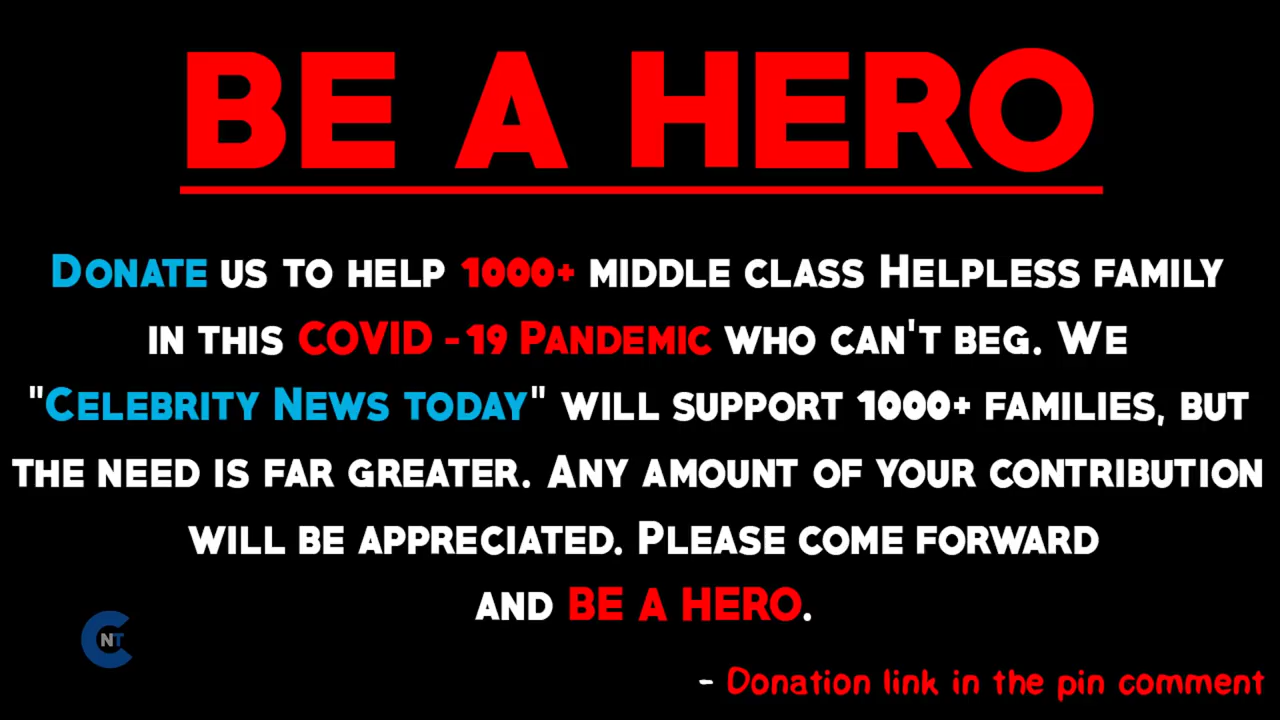 BE A HERO
DONATE US TO HELP 1000+ MIDDLE CLASS HELPLESS FAMILY
IN THIS COVID -19 PANDEMIC WHO CAN'T BEG. WE
"CELEBRITY NEWS TODAY" WILL SUPPORT 1000+ FAMILIES, BUT
THE NEED IS FAR GREATER. ANY AMOUNT OF YOUR CONTRIBUTION
WILL BE APPRECIATED. PLEASE COME FORWARD
AND BE A HERO.
CNT
- Donation link in the pin comment